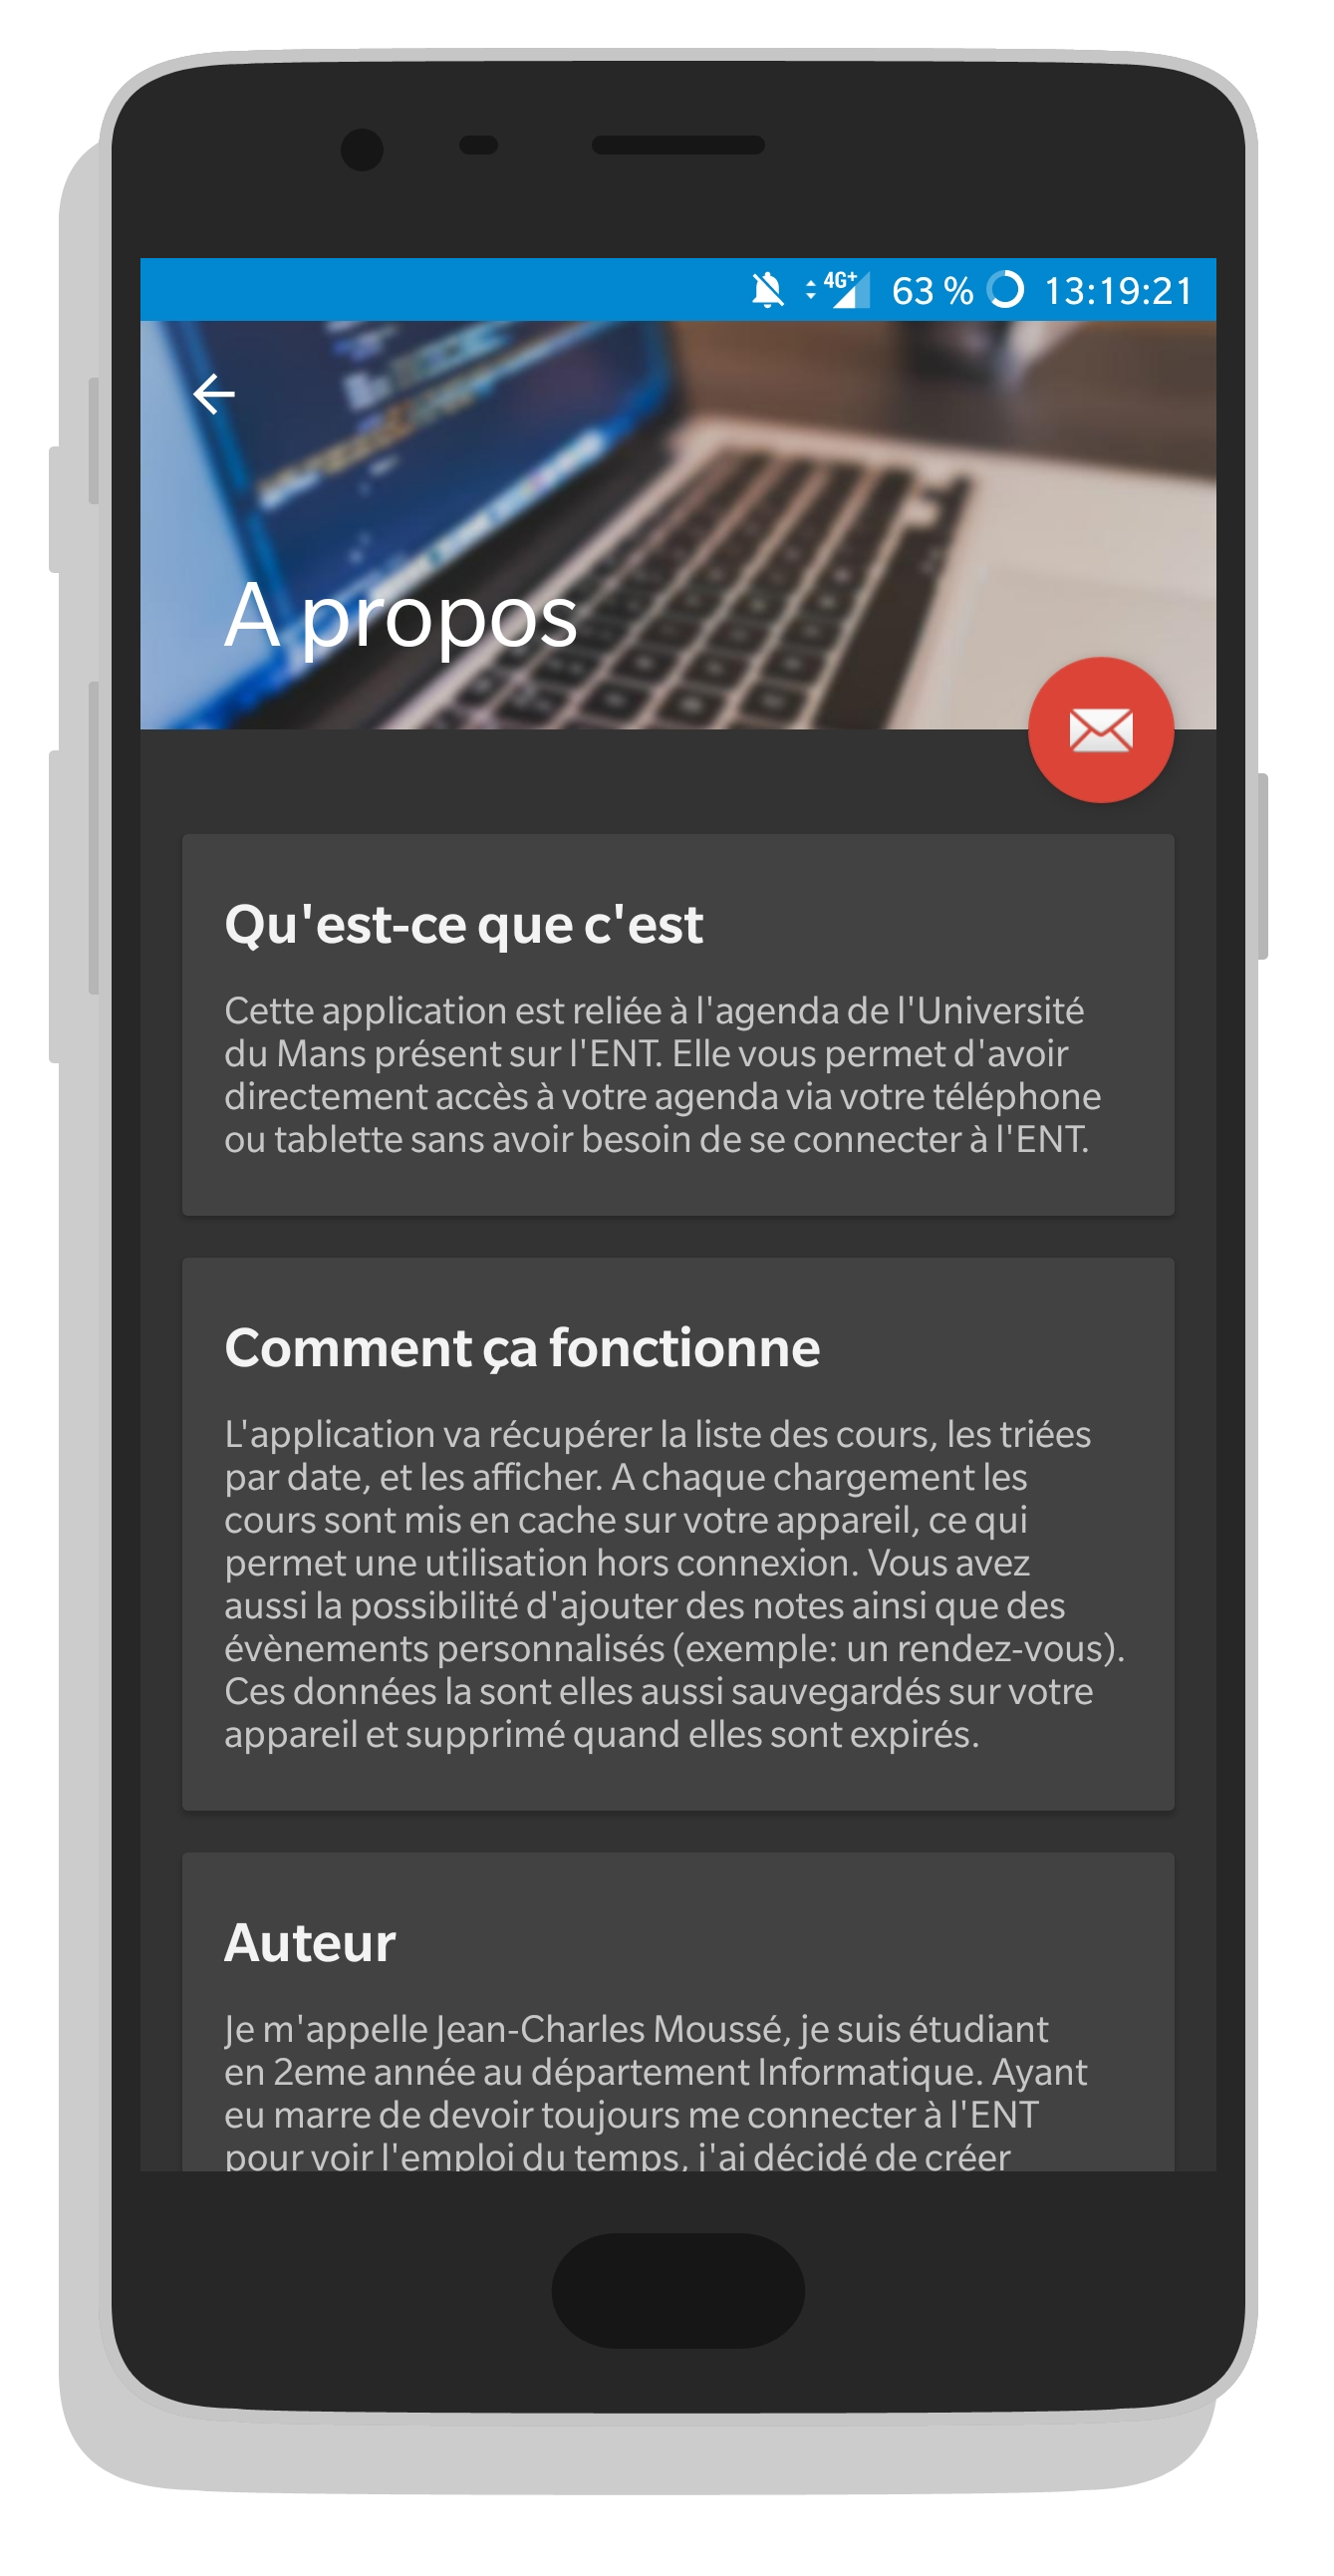 4G+ 63 % 13:19:21
A propos
Qu'est-ce que c'est
Cette application est reliée à l'agenda de l'Université
du Mans présent sur l'ENT. Elle vous permet d'avoir
directement accès à votre agenda via votre téléphone
ou tablette sans avoir besoin de se connecter à l'ENT.
Comment ça fonctionne
L'application va récupérer la liste des cours, les triées
par date, et les afficher. A chaque chargement les
cours sont mis en cache sur votre appareil, ce qui
permet une utilisation hors connexion. Vous avez
aussi la possibilité d'ajouter des notes ainsi que des
évènements personnalisés (exemple: un rendez-vous).
Ces données la sont elles aussi sauvegardés sur votre
appareil et supprimé quand elles sont expirés.
Auteur
Je m'appelle Jean-Charles Moussé, je suis étudiant
en 2eme année au département Informatique. Ayant
eu marre de devoir toujours me connecter à l'ENT
pour voir l'emploi du temps, j'ai décidé de créer